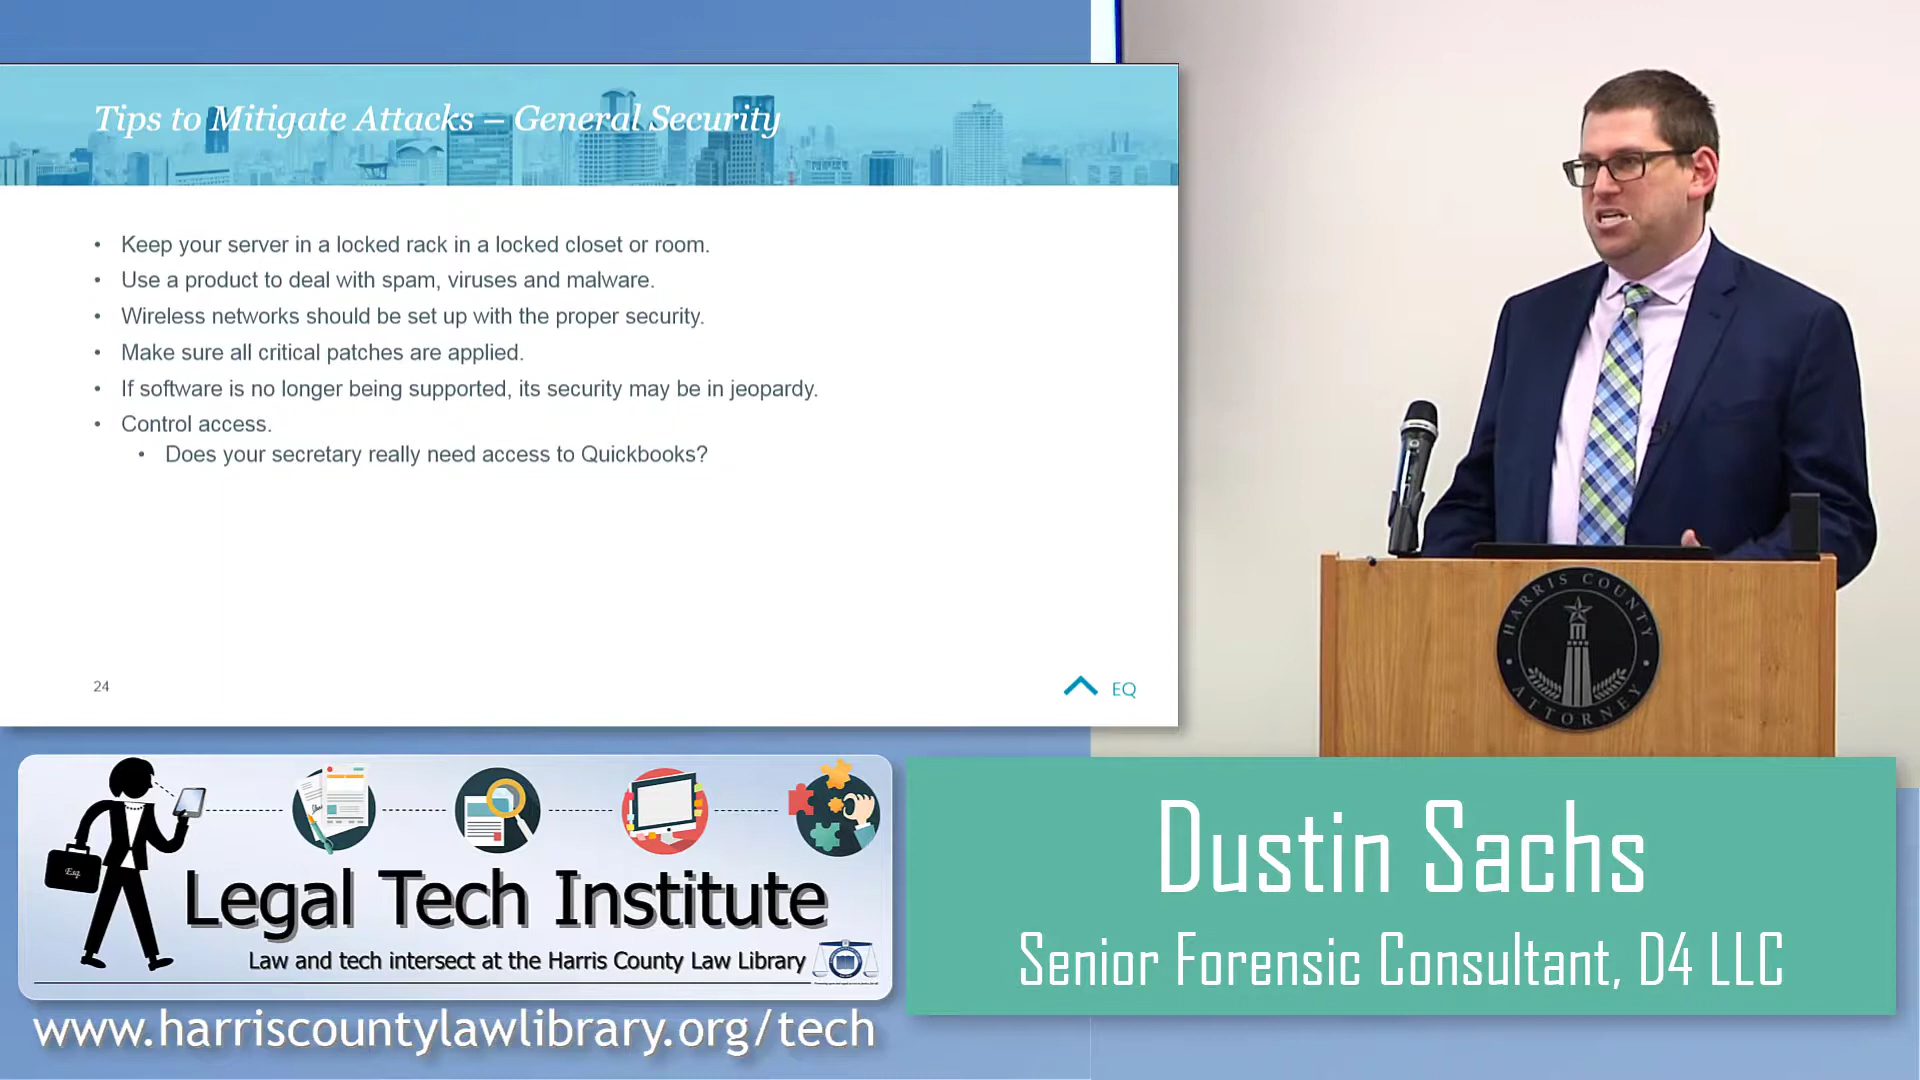 Tips to Mitigate Attacks – General Security
• Keep your server in a locked rack in a locked closet or room.
• Use a product to deal with spam, viruses and malware.
• Wireless networks should be set up with the proper security.
• Make sure all critical patches are applied.
• If software is no longer being supported, its security may be in jeopardy.
• Control access.
• Does your secretary really need access to Quickbooks?
24
EQ
HARRIS COUNTY
ATTORNEY
Esq.
Legal Tech Institute
Law and tech intersect at the Harris County Law Library
www.harriscountylawlibrary.org/tech
Dustin Sachs
Senior Forensic Consultant, D4 LLC